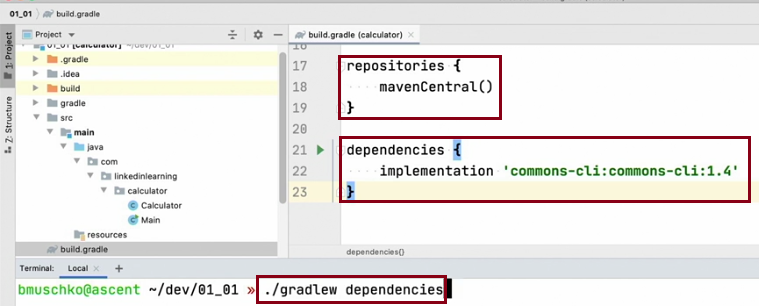 01_01 build.gradle
1: Project
Z: Structure
Project
01_01 [calculator] ~/dev/01_01
.gradle
.idea
build
gradle
src
main
java
com
linkedinlearning
calculator
Calculator
Main
resources
build.gradle
build.gradle (calculator)
16
17 repositories {
18 mavenCentral()
19 }
20
21 dependencies {
22 implementation 'commons-cli:commons-cli:1.4'
23 }
dependencies{}
Terminal: Local
bmuschko@ascent ~/dev/01_01 » ./gradlew dependencies